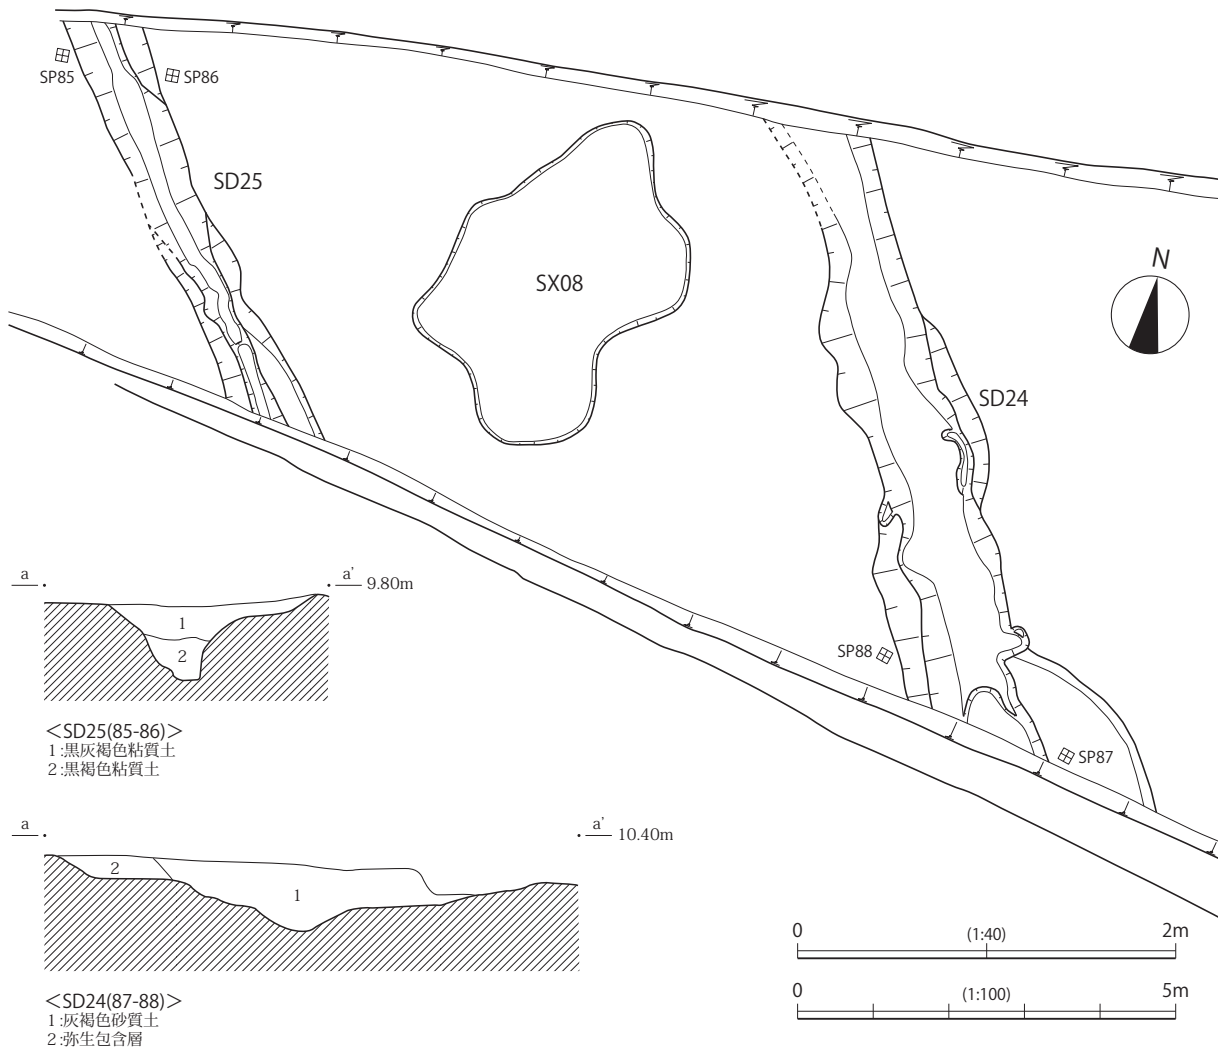 SP85
SP86
SD25
SX08
N
SD24
SP88
SP87
a
a'
9.80m
1
2
<SD25(85-86)>
1:黒灰褐色粘質土
2:黒褐色粘質土
a
a'
10.40m
2
1
<SD24(87-88)>
1:灰褐色砂質土
2:弥生包含層
0
(1:40)
2m
0
(1:100)
5m